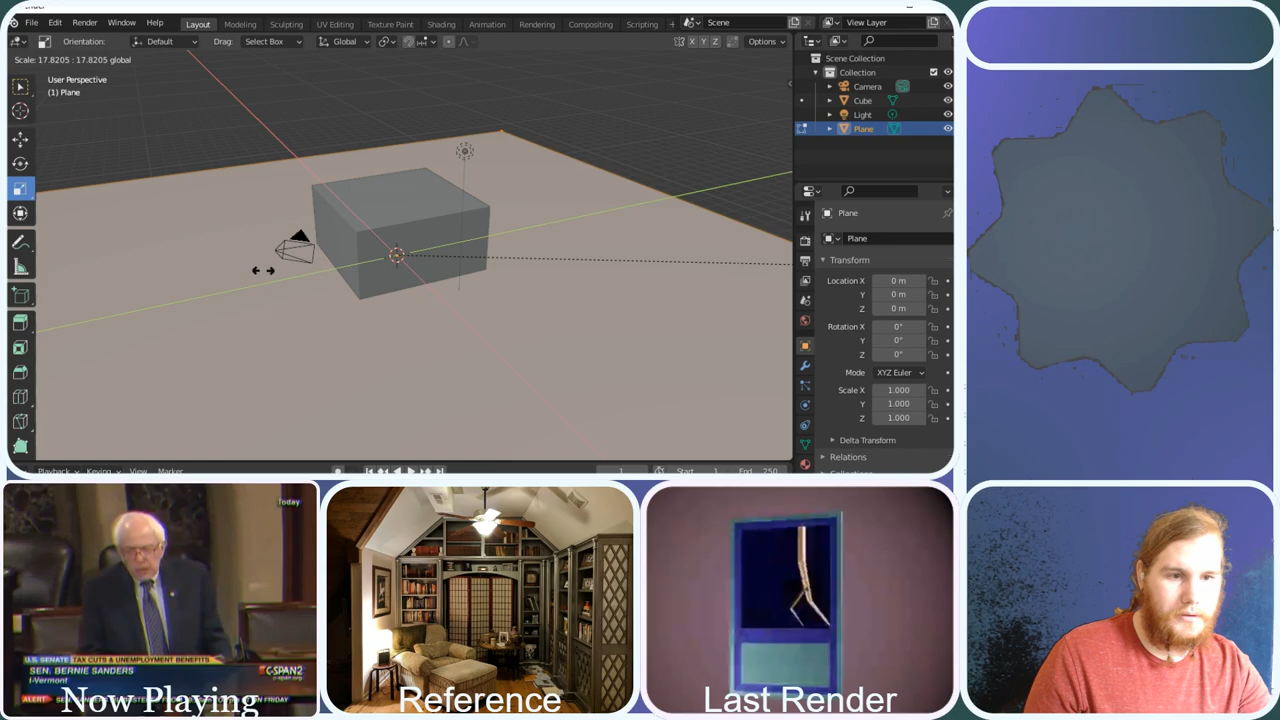 Edit Render Window Help Layout Modeling Sculpting UV Editing Texture Paint Shading Animation Rendering Compositing Scripting + Scene View Layer
Orientation: Default Drag: Select Box Global X Y Z Options
Scale: 17.8205 : 17.8205 global
User Perspective
(1) Plane
Scene Collection
Collection
Camera
Cube
Light
Plane
Plane
Plane
Transform
Location X 0 m
Y 0 m
Z 0 m
Rotation X 0°
Y 0°
Z 0°
Mode XYZ Euler
Scale X 1.000
Y 1.000
Z 1.000
Delta Transform
Relations
Playback Keying View Marker 1 Start 1 End 250
Today
U.S. SENATE TAX CUTS & UNEMPLOYMENT BENEFITS
SEN. BERNIE SANDERS
I-Vermont
C-SPAN2
ALERT
Now Playing
Reference
Last Render